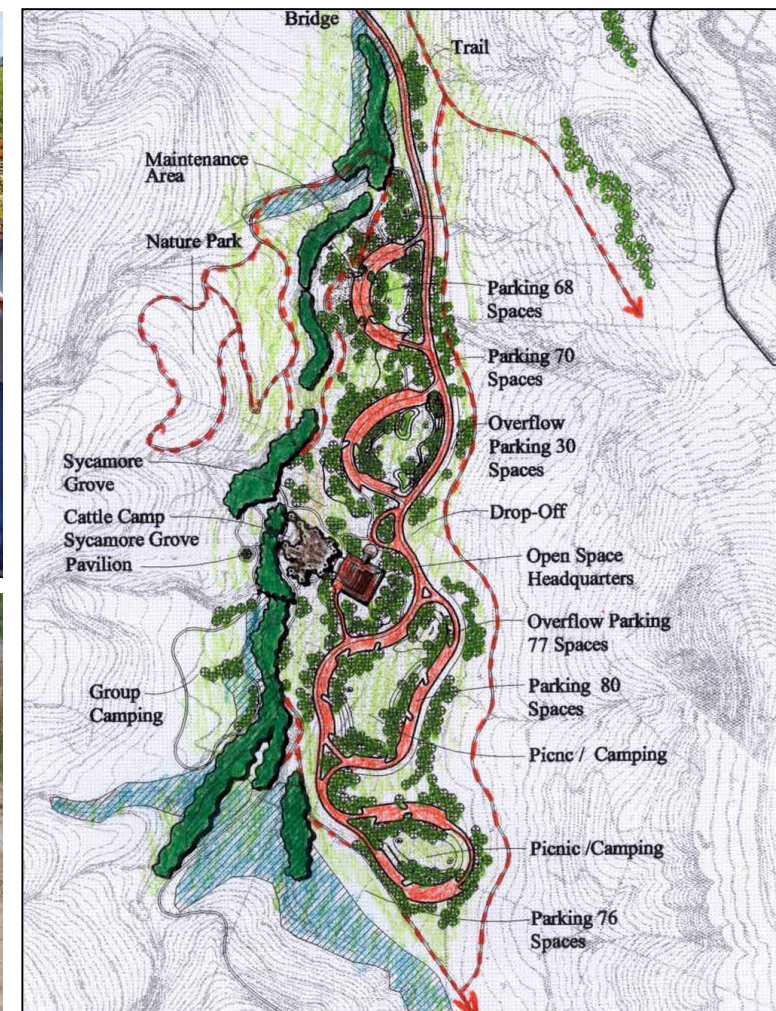 Bridge
Trail
Maintenance
Area
Nature Park
Parking 68
Spaces
Parking 70
Spaces
Overflow
Parking 30
Spaces
Sycamore
Grove
Cattle Camp
Sycamore Grove
Pavilion
Drop-Off
Open Space
Headquarters
Overflow Parking
77 Spaces
Group
Camping
Parking 80
Spaces
Picnc / Camping
Picnic /Camping
Parking 76
Spaces